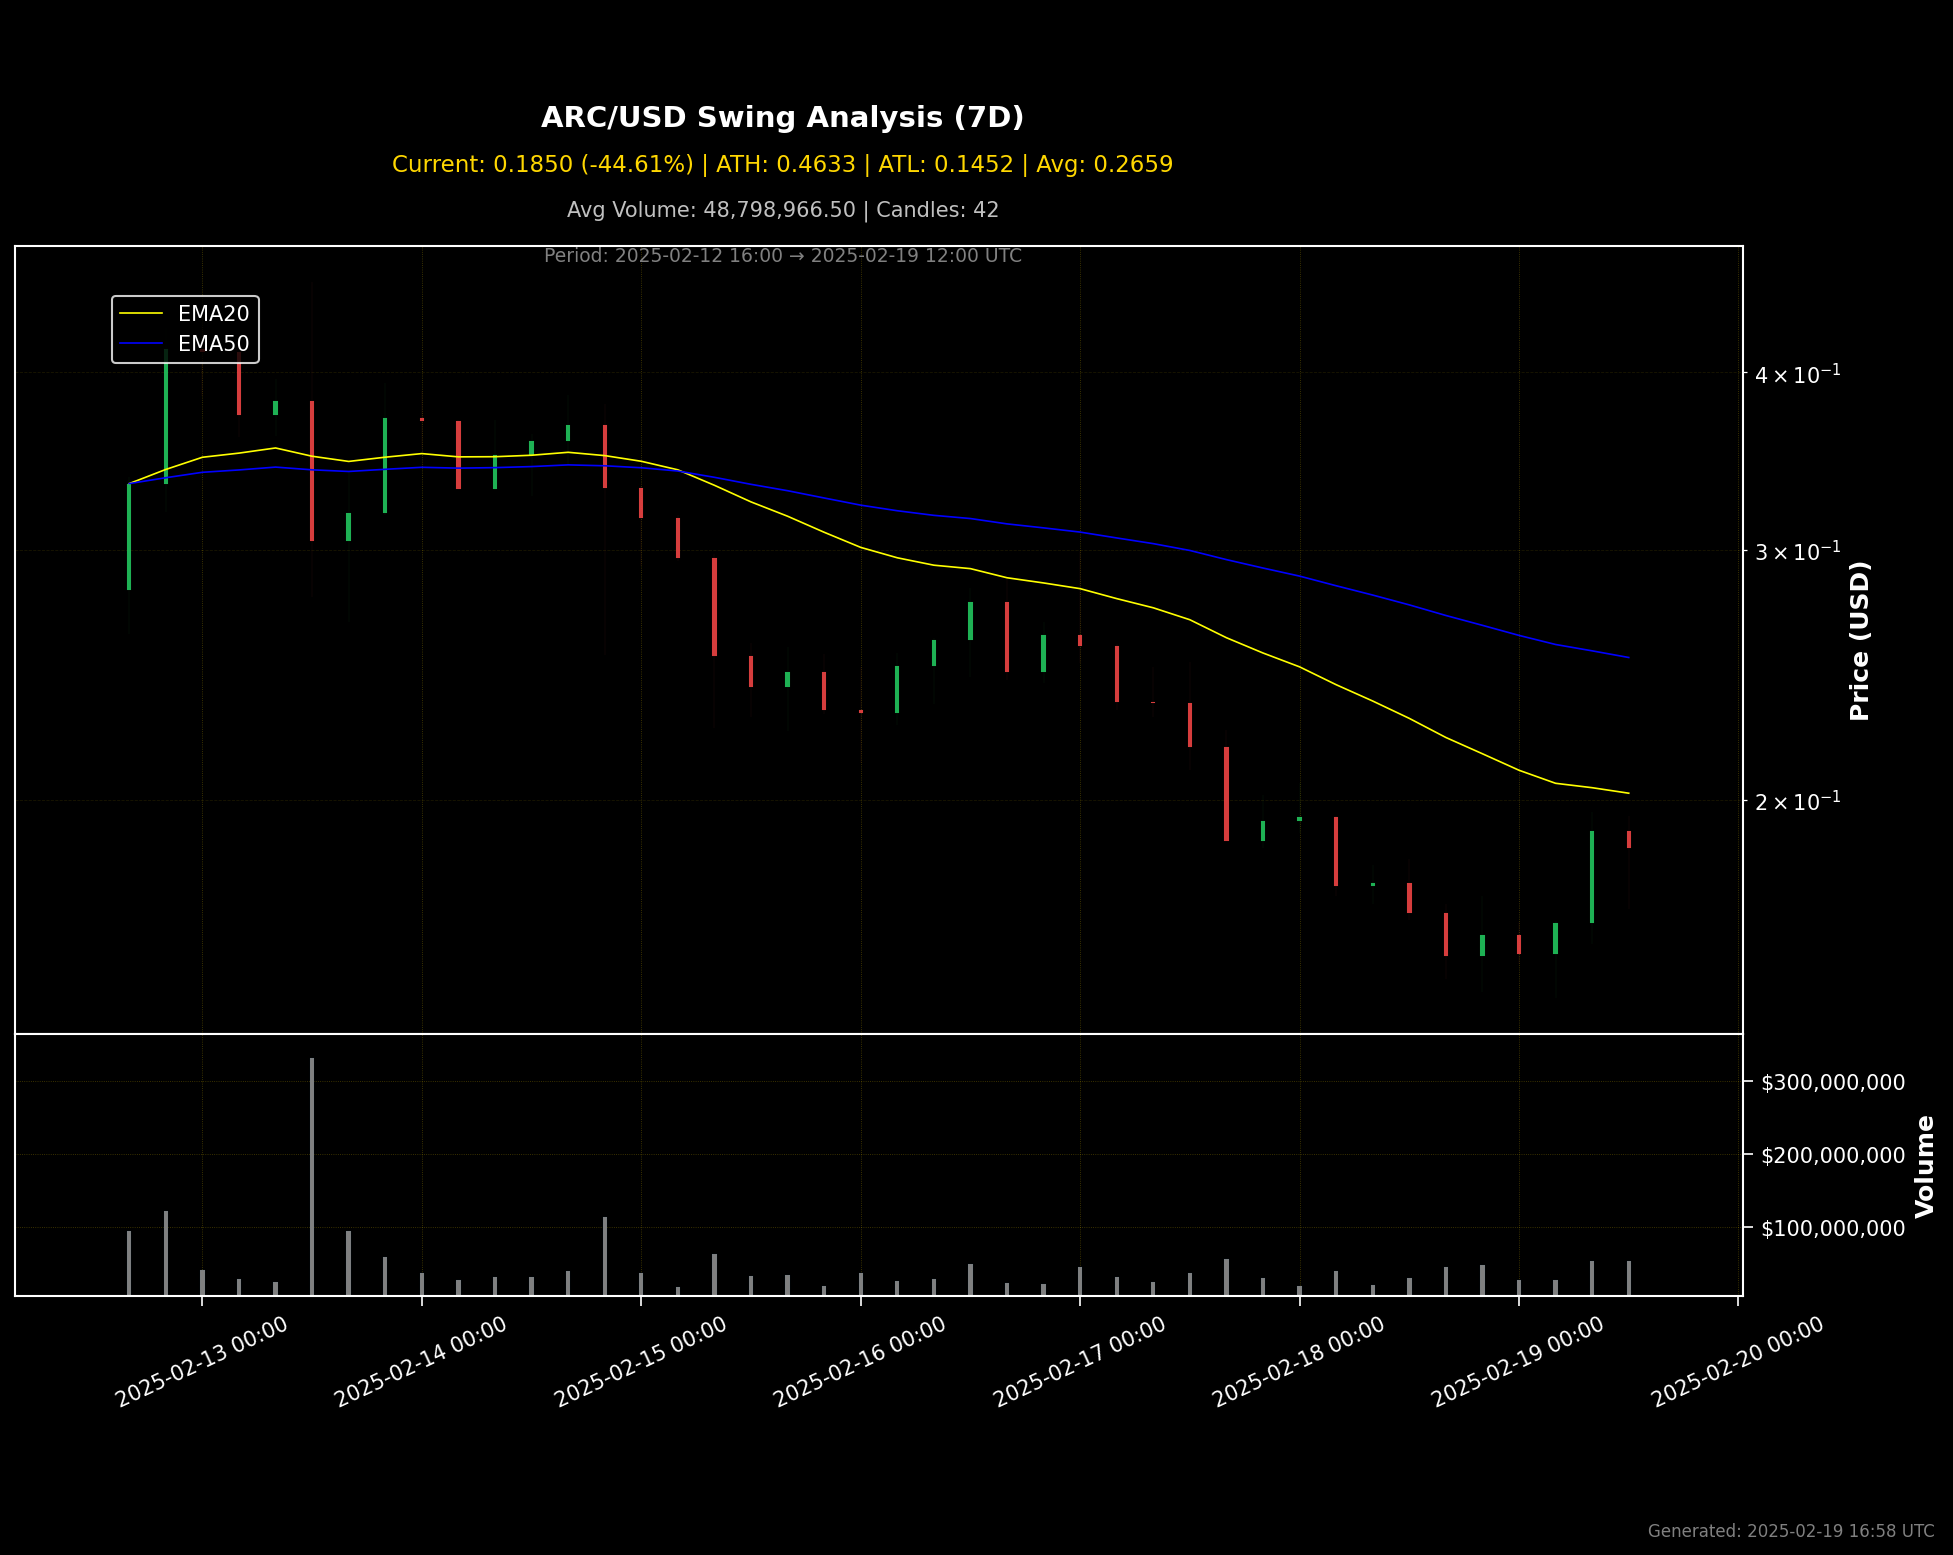 ARC/USD Swing Analysis (7D)
Current: 0.1850 (-44.61%) | ATH: 0.4633 | ATL: 0.1452 | Avg: 0.2659
Avg Volume: 48,798,966.50 | Candles: 42
Period: 2025-02-12 16:00 → 2025-02-19 12:00 UTC
EMA20
EMA50
4 × 10⁻¹
3 × 10⁻¹
2 × 10⁻¹
Price (USD)
$300,000,000
$200,000,000
$100,000,000
Volume
2025-02-13 00:00
2025-02-14 00:00
2025-02-15 00:00
2025-02-16 00:00
2025-02-17 00:00
2025-02-18 00:00
2025-02-19 00:00
2025-02-20 00:00
Generated: 2025-02-19 16:58 UTC